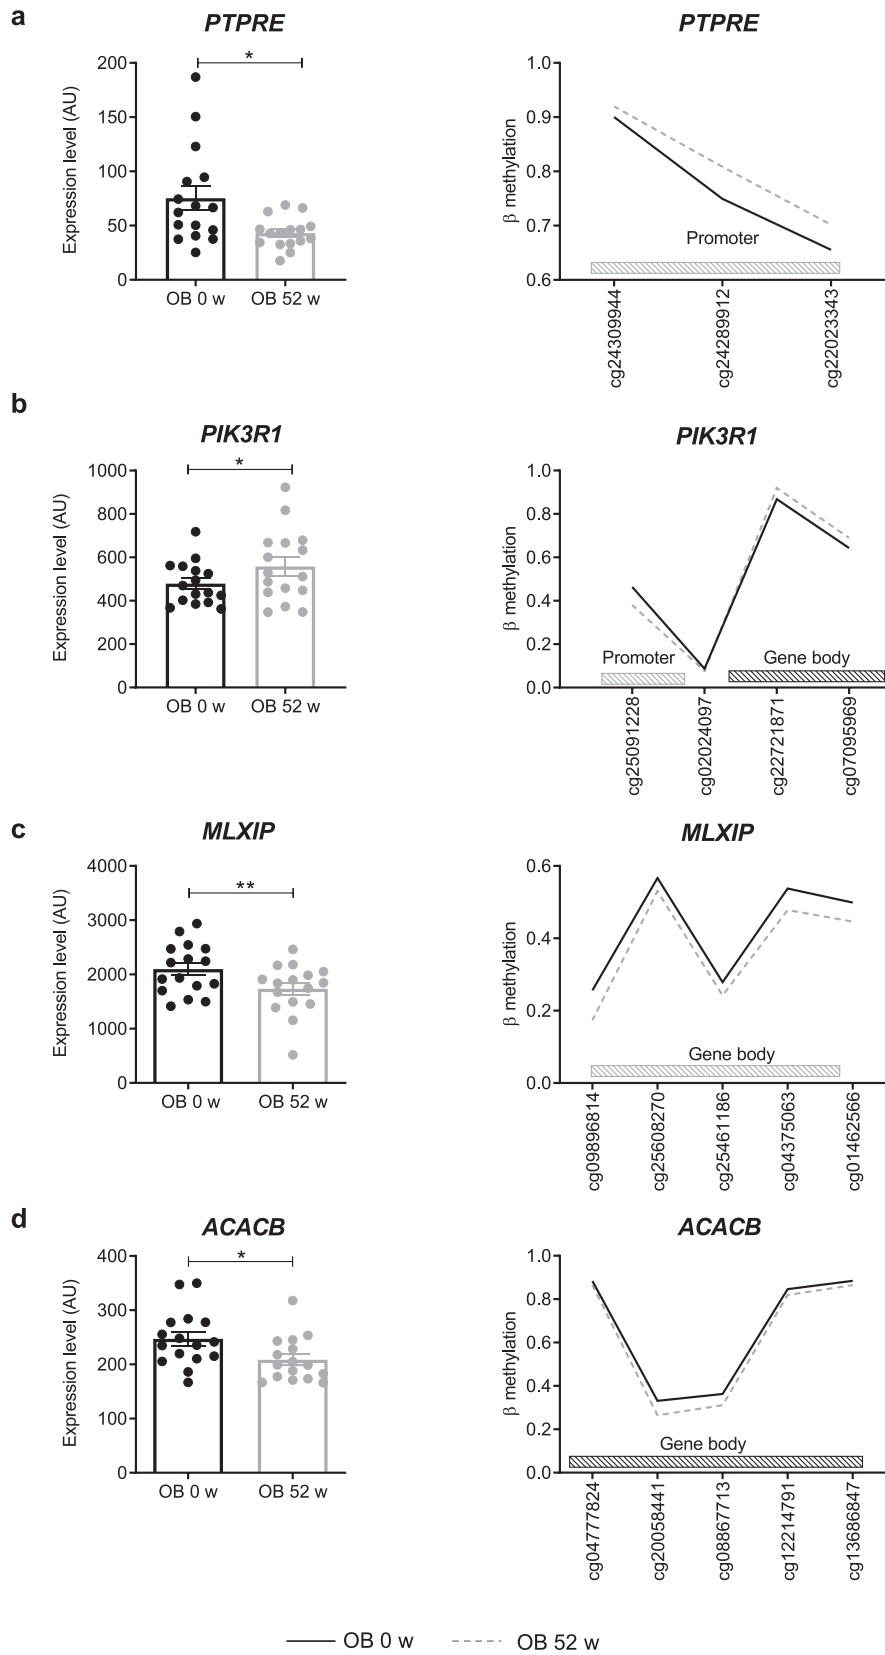 a
PTPRE
Expression level (AU)
200
150
100
50
0
*
OB 0 w
OB 52 w
PTPRE
β methylation
1.0
0.9
0.8
0.7
0.6
Promoter
cg24309944
cg24289912
cg22023343
b
PIK3R1
Expression level (AU)
1000
800
600
400
200
0
*
OB 0 w
OB 52 w
PIK3R1
β methylation
1.0
0.8
0.6
0.4
0.2
0.0
Promoter
Gene body
cg25091228
cg02024097
cg22721871
cg07095969
c
MLXIP
Expression level (AU)
4000
3000
2000
1000
0
**
OB 0 w
OB 52 w
MLXIP
β methylation
0.6
0.4
0.2
0.0
Gene body
cg09896814
cg25608270
cg25461186
cg04375063
cg01462566
d
ACACB
Expression level (AU)
400
300
200
100
0
*
OB 0 w
OB 52 w
ACACB
β methylation
1.0
0.8
0.6
0.4
0.2
0.0
Gene body
cg04777824
cg20058441
cg08867713
cg12214791
cg13686847
OB 0 w
OB 52 w